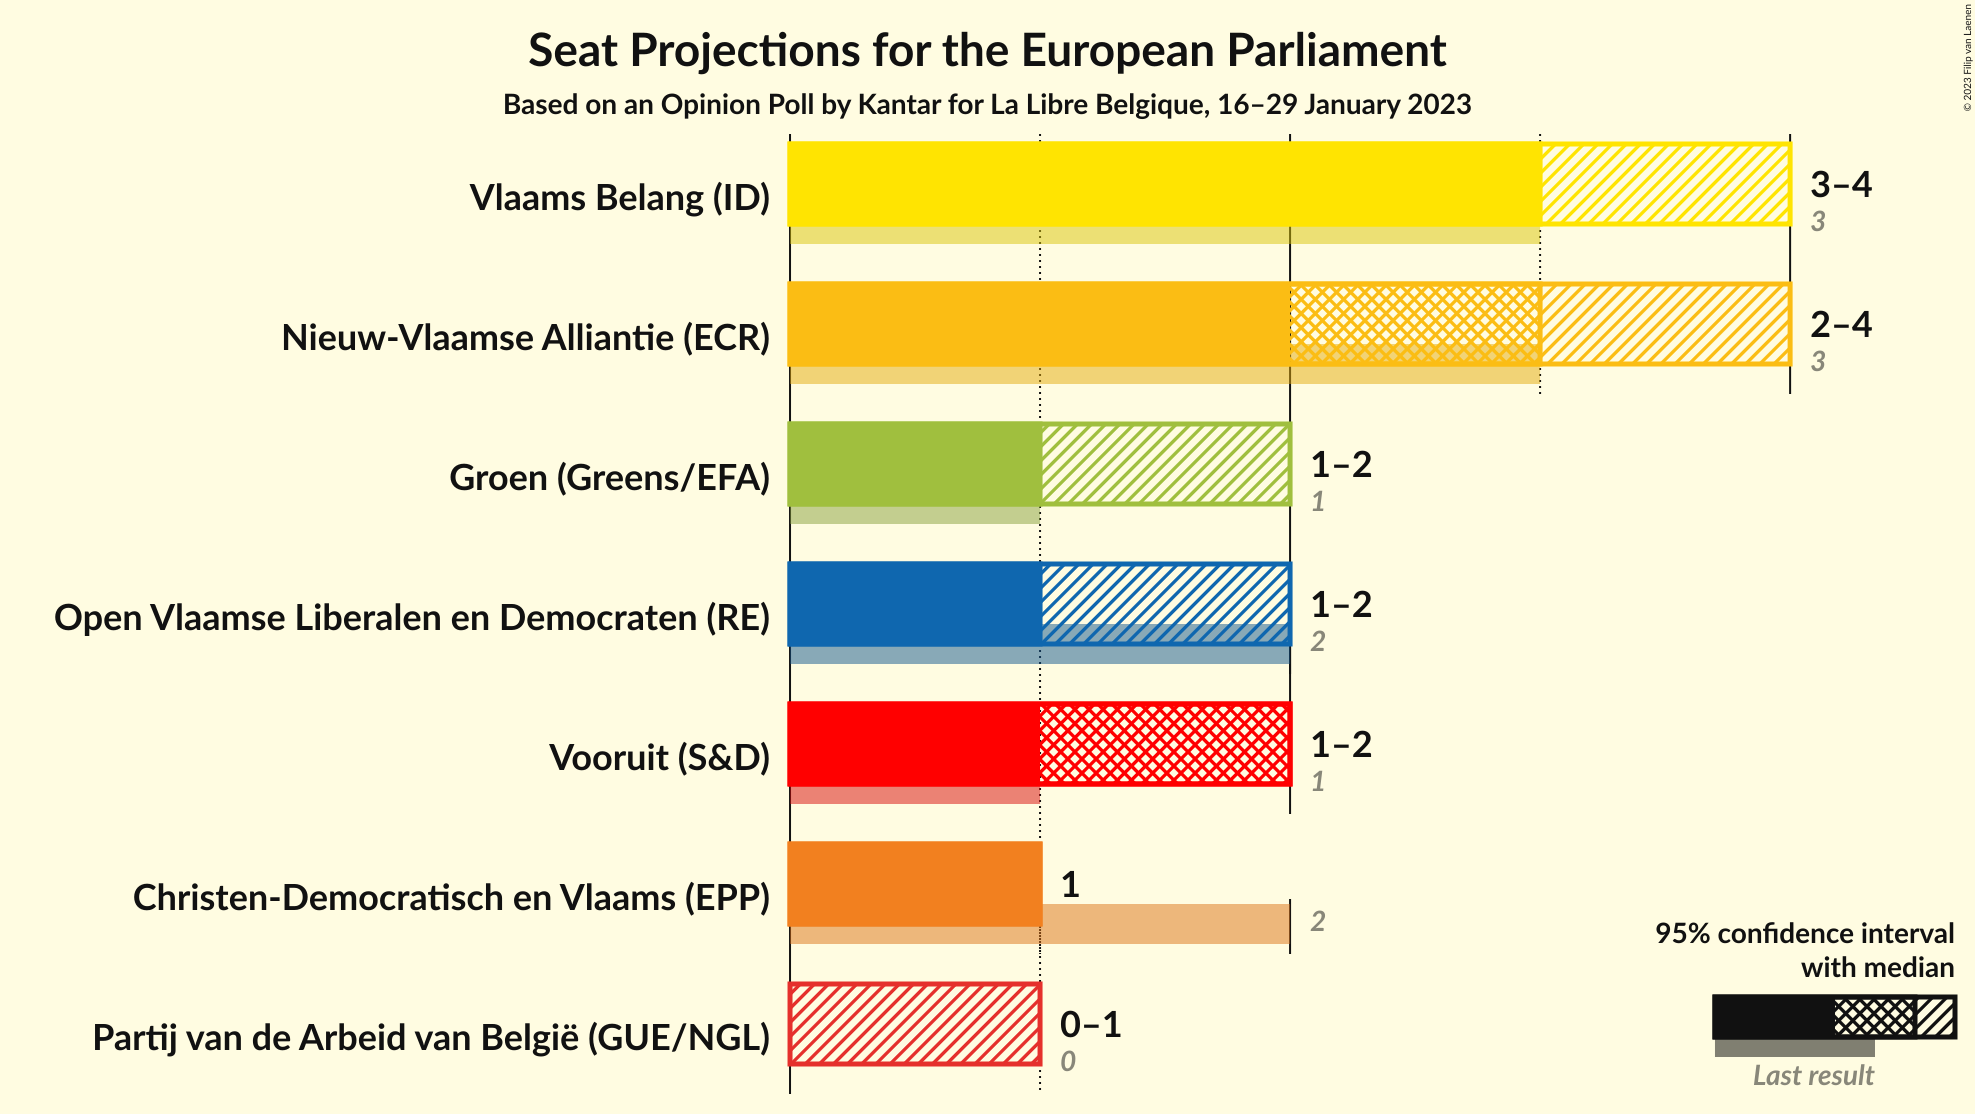 Seat Projections for the European Parliament
Based on an Opinion Poll by Kantar for La Libre Belgique, 16–29 January 2023
© 2023 Filip van Laenen
Vlaams Belang (ID)
3–4
3
Nieuw-Vlaamse Alliantie (ECR)
2–4
3
Groen (Greens/EFA)
1–2
1
Open Vlaamse Liberalen en Democraten (RE)
1–2
2
Vooruit (S&D)
1–2
1
Christen-Democratisch en Vlaams (EPP)
1
2
Partij van de Arbeid van België (GUE/NGL)
0–1
0
95% confidence interval
with median
Last result